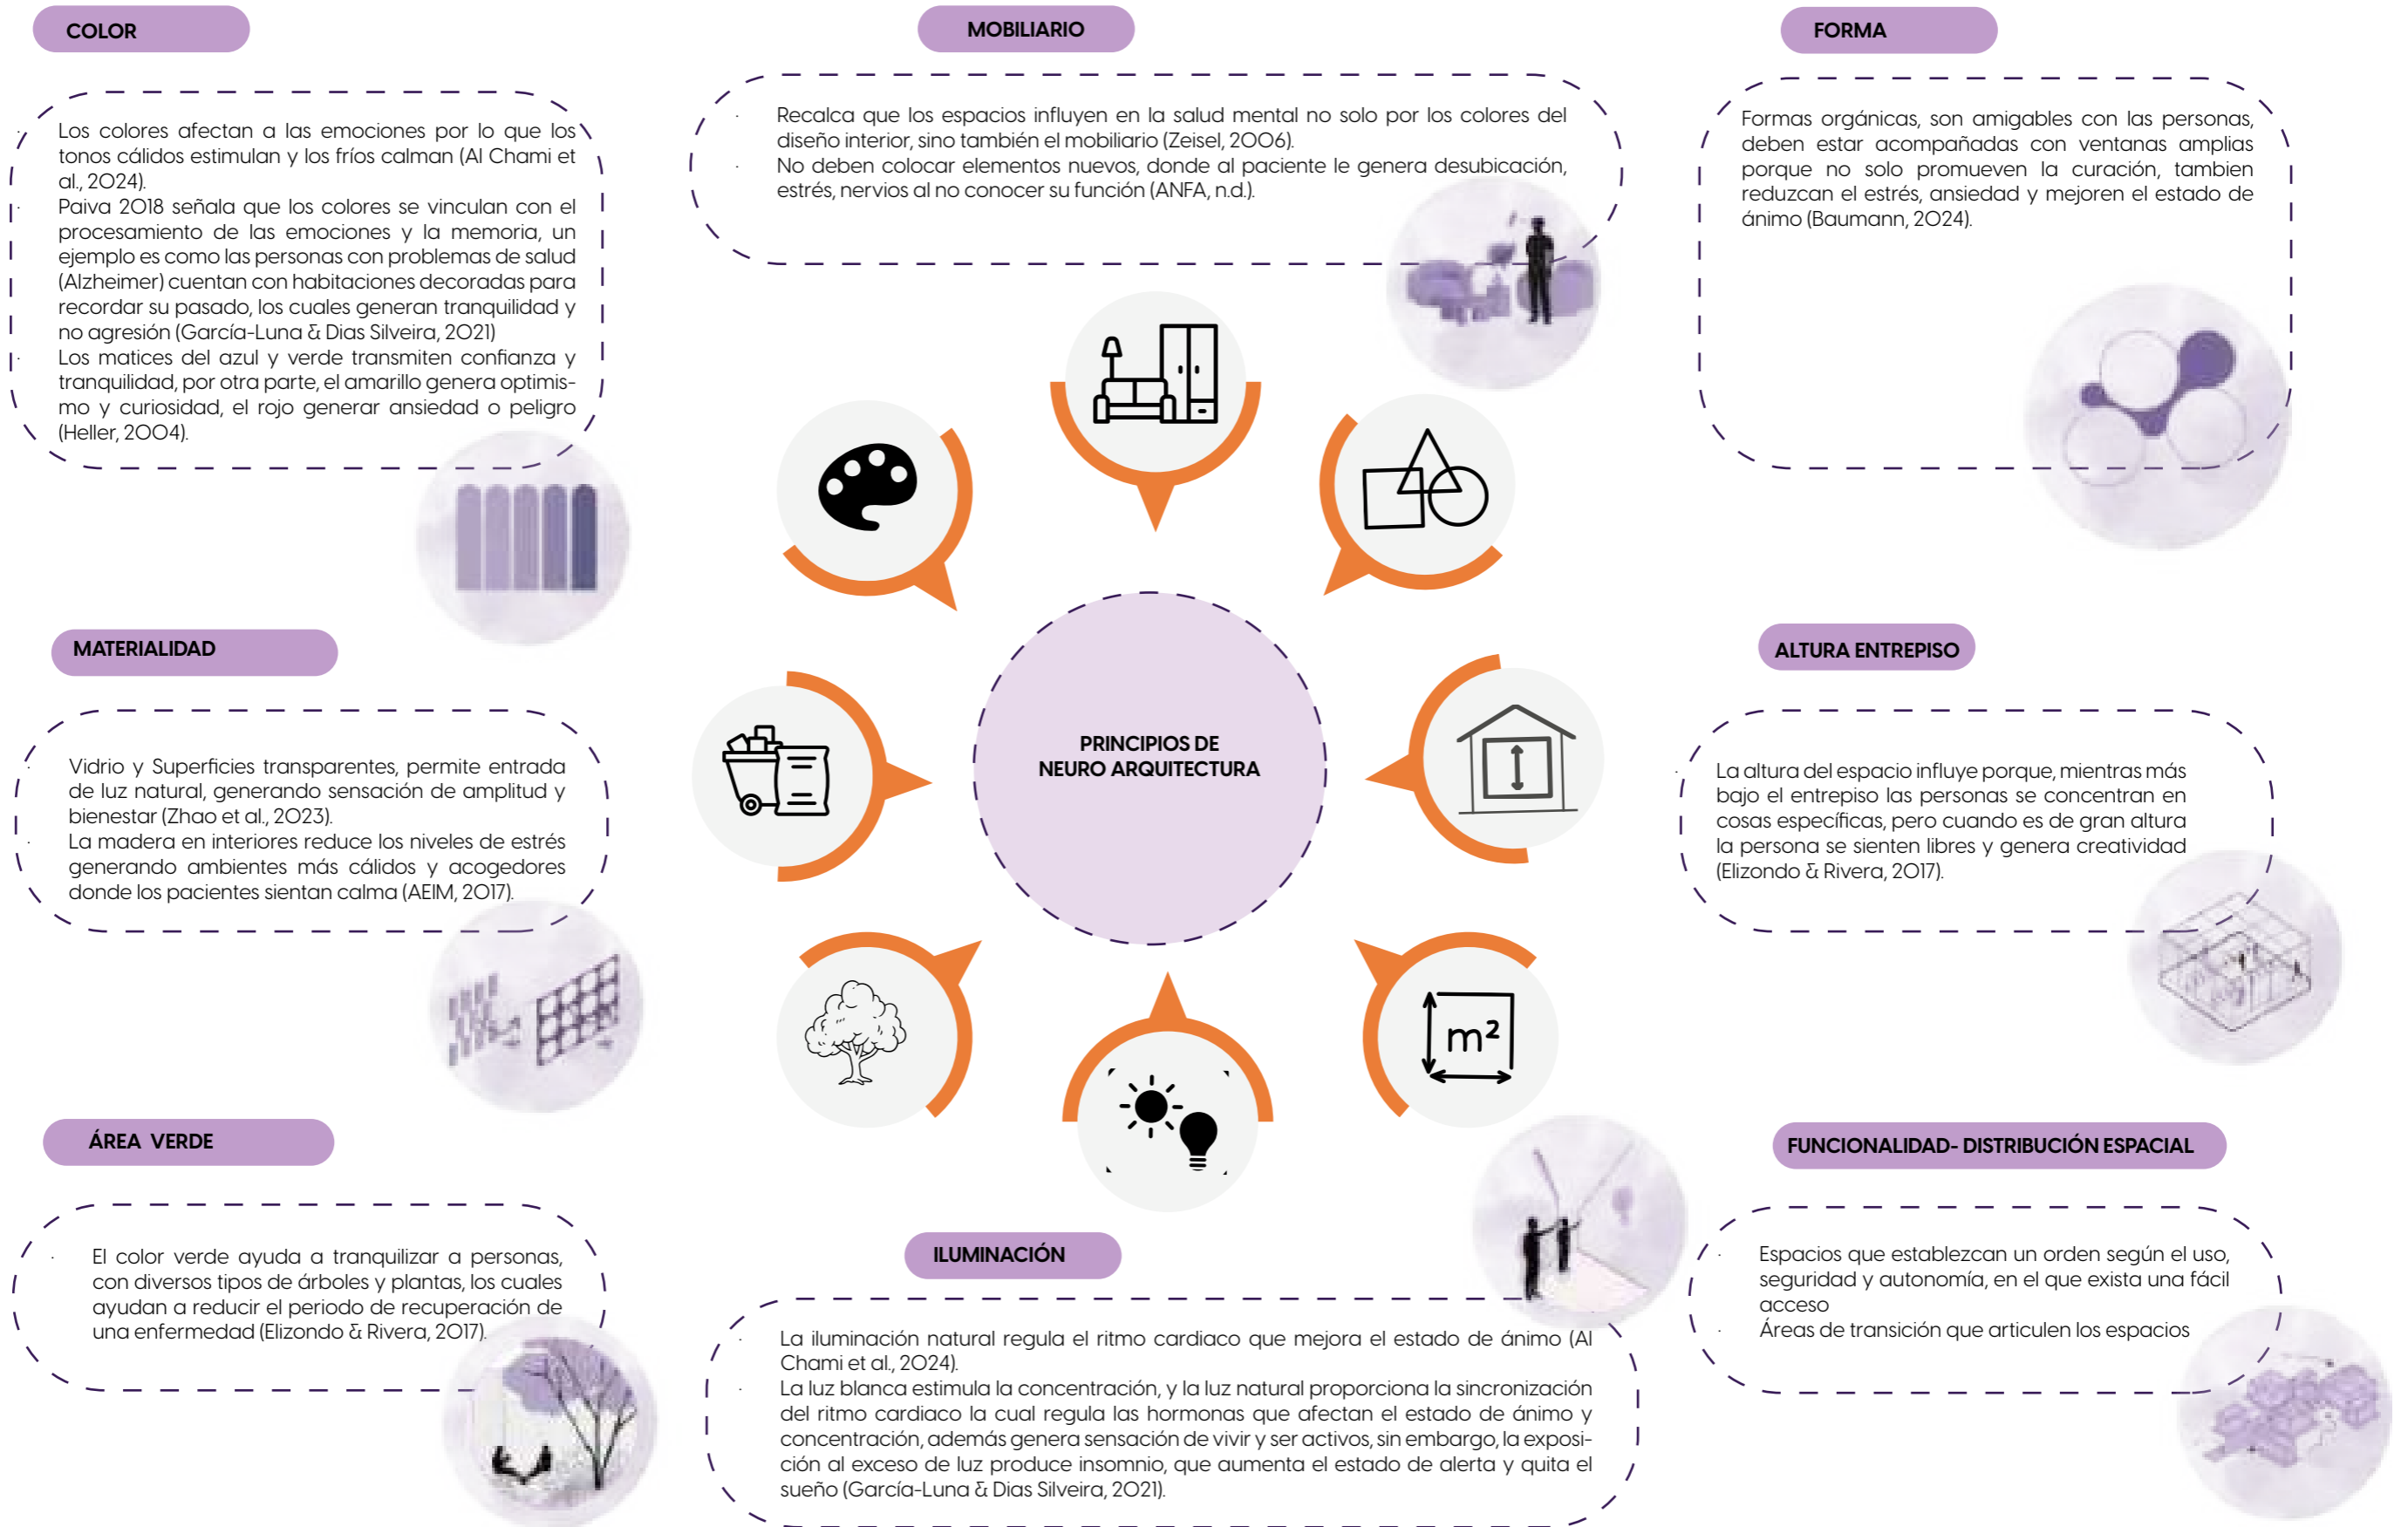 COLOR
Los colores afectan a las emociones por lo que los
tonos cálidos estimulan y los fríos calman (Al Chami et
al., 2024).
Paiva 2018 señala que los colores se vinculan con el
procesamiento de las emociones y la memoria, un
ejemplo es como las personas con problemas de salud
(Alzheimer) cuentan con habitaciones decoradas para
recordar su pasado, los cuales generan tranquilidad y
no agresión (García-Luna & Dias Silveira, 2021)
Los matices del azul y verde transmiten confianza y
tranquilidad, por otra parte, el amarillo genera optimis-
mo y curiosidad, el rojo generar ansiedad o peligro
(Heller, 2004).
MOBILIARIO
Recalca que los espacios influyen en la salud mental no solo por los colores del
diseño interior, sino también el mobiliario (Zeisel, 2006).
No deben colocar elementos nuevos, donde al paciente le genera desubicación,
estrés, nervios al no conocer su función (ANFA, n.d.).
FORMA
Formas orgánicas, son amigables con las personas,
deben estar acompañadas con ventanas amplias
porque no solo promueven la curación, tambien
reduzcan el estrés, ansiedad y mejoren el estado de
ánimo (Baumann, 2024).
MATERIALIDAD
Vidrio y Superficies transparentes, permite entrada
de luz natural, generando sensación de amplitud y
bienestar (Zhao et al., 2023).
La madera en interiores reduce los niveles de estrés
generando ambientes más cálidos y acogedores
donde los pacientes sientan calma (AEIM, 2017).
PRINCIPIOS DE
NEURO ARQUITECTURA
ALTURA ENTREPISO
La altura del espacio influye porque, mientras más
bajo el entrepiso las personas se concentran en
cosas específicas, pero cuando es de gran altura
la persona se sienten libres y genera creatividad
(Elizondo & Rivera, 2017).
m²
ÁREA VERDE
El color verde ayuda a tranquilizar a personas,
con diversos tipos de árboles y plantas, los cuales
ayudan a reducir el periodo de recuperación de
una enfermedad (Elizondo & Rivera, 2017).
ILUMINACIÓN
La iluminación natural regula el ritmo cardiaco que mejora el estado de ánimo (Al
Chami et al., 2024).
La luz blanca estimula la concentración, y la luz natural proporciona la sincronización
del ritmo cardiaco la cual regula las hormonas que afectan el estado de ánimo y
concentración, además genera sensación de vivir y ser activos, sin embargo, la exposi-
ción al exceso de luz produce insomnio, que aumenta el estado de alerta y quita el
sueño (García-Luna & Dias Silveira, 2021).
FUNCIONALIDAD- DISTRIBUCIÓN ESPACIAL
Espacios que establezcan un orden según el uso,
seguridad y autonomía, en el que exista una fácil
acceso
Áreas de transición que articulen los espacios